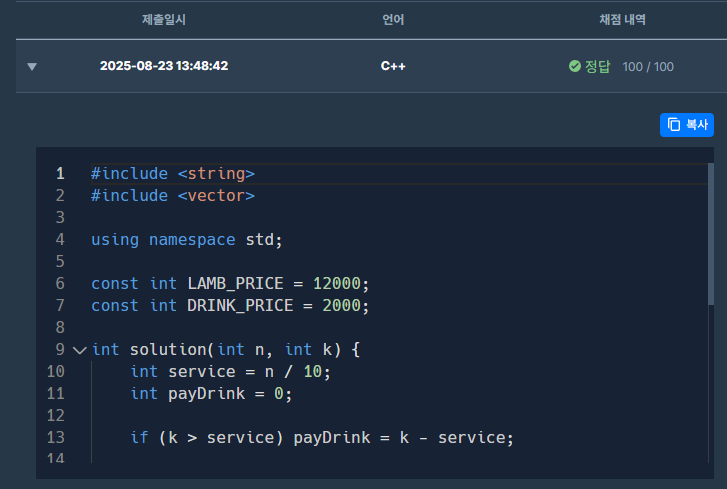 제출일시 언어 채점 내역
▼ 2025-08-23 13:48:42 C++ 정답 100 / 100
복사
1 #include <string>
2 #include <vector>
3
4 using namespace std;
5
6 const int LAMB_PRICE = 12000;
7 const int DRINK_PRICE = 2000;
8
9 int solution(int n, int k) {
10 int service = n / 10;
11 int payDrink = 0;
12
13 if (k > service) payDrink = k - service;
14